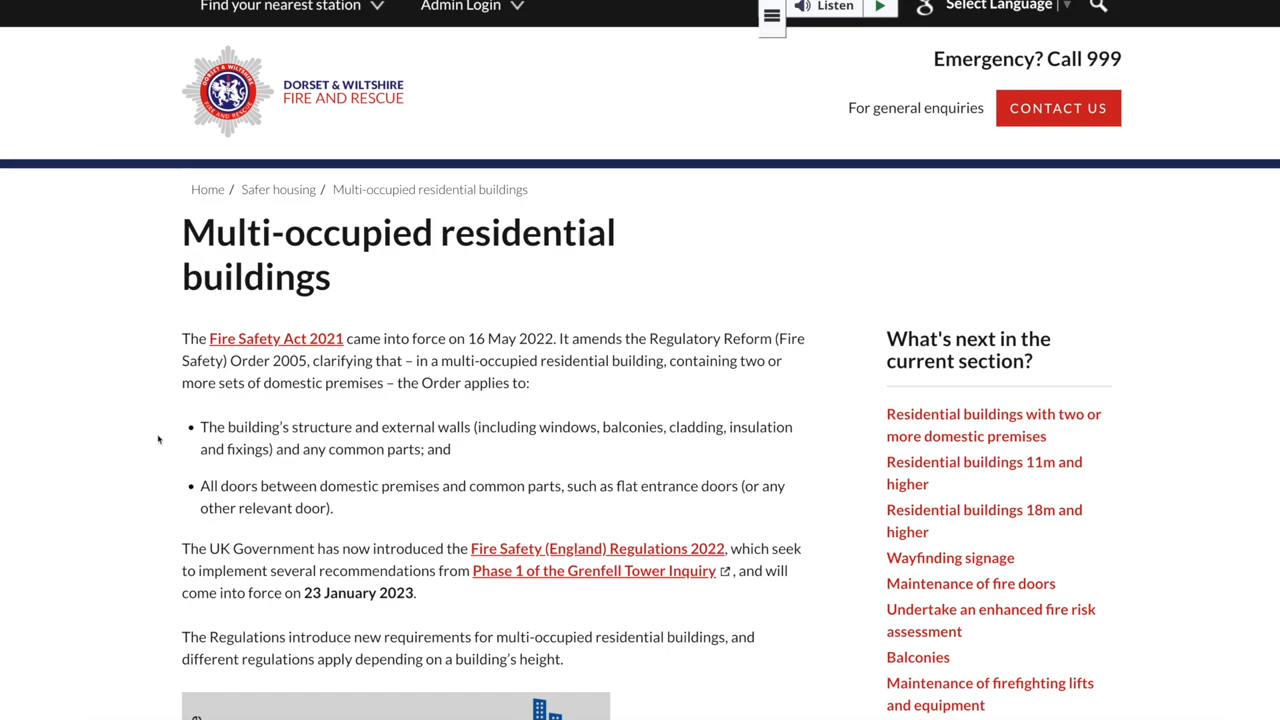 Find your nearest station
Admin Login
Listen
Select Language
DORSET & WILTSHIRE
FIRE AND RESCUE
DORSET & WILTSHIRE
FIRE AND RESCUE
Emergency? Call 999
For general enquiries
CONTACT US
Home / Safer housing / Multi-occupied residential buildings
Multi-occupied residential
buildings
The Fire Safety Act 2021 came into force on 16 May 2022. It amends the Regulatory Reform (Fire
Safety) Order 2005, clarifying that – in a multi-occupied residential building, containing two or
more sets of domestic premises – the Order applies to:
• The building’s structure and external walls (including windows, balconies, cladding, insulation
and fixings) and any common parts; and
• All doors between domestic premises and common parts, such as flat entrance doors (or any
other relevant door).
The UK Government has now introduced the Fire Safety (England) Regulations 2022, which seek
to implement several recommendations from Phase 1 of the Grenfell Tower Inquiry , and will
come into force on 23 January 2023.
The Regulations introduce new requirements for multi-occupied residential buildings, and
different regulations apply depending on a building’s height.
What's next in the
current section?
Residential buildings with two or
more domestic premises
Residential buildings 11m and
higher
Residential buildings 18m and
higher
Wayfinding signage
Maintenance of fire doors
Undertake an enhanced fire risk
assessment
Balconies
Maintenance of firefighting lifts
and equipment